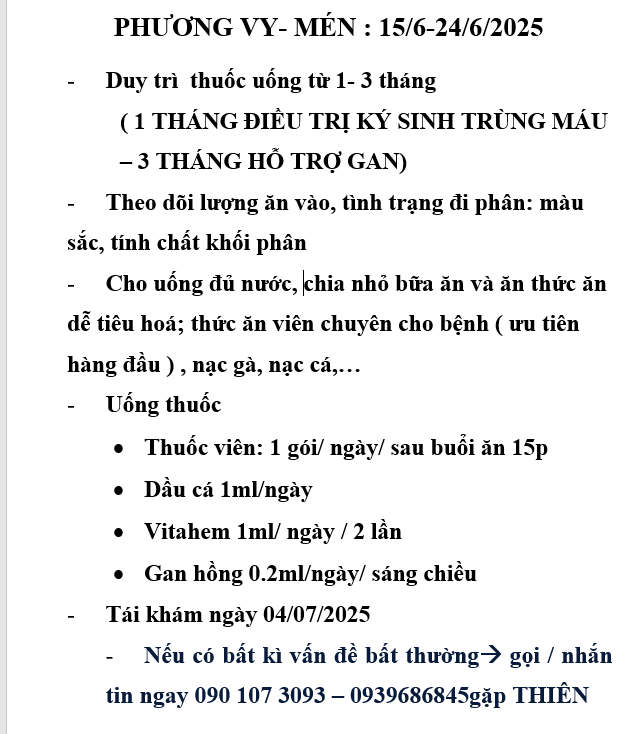 PHƯƠNG VY- MÉN : 15/6-24/6/2025
- Duy trì thuốc uống từ 1- 3 tháng
( 1 THÁNG ĐIỀU TRỊ KÝ SINH TRÙNG MÁU
– 3 THÁNG HỖ TRỢ GAN)
- Theo dõi lượng ăn vào, tình trạng đi phân: màu
sắc, tính chất khối phân
- Cho uống đủ nước, chia nhỏ bữa ăn và ăn thức ăn
dễ tiêu hoá; thức ăn viên chuyên cho bệnh ( ưu tiên
hàng đầu ) , nạc gà, nạc cá,…
- Uống thuốc
• Thuốc viên: 1 gói/ ngày/ sau buổi ăn 15p
• Dầu cá 1ml/ngày
• Vitahem 1ml/ ngày / 2 lần
• Gan hồng 0.2ml/ngày/ sáng chiều
- Tái khám ngày 04/07/2025
- Nếu có bất kì vấn đề bất thường→ gọi / nhắn
tin ngay 090 107 3093 – 0939686845gặp THIÊN